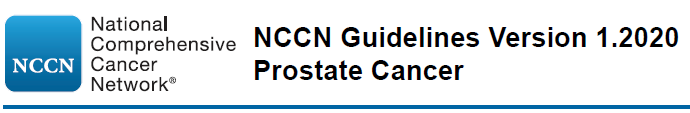 NCCN
National
Comprehensive
Cancer
Network®
NCCN Guidelines Version 1.2020
Prostate Cancer